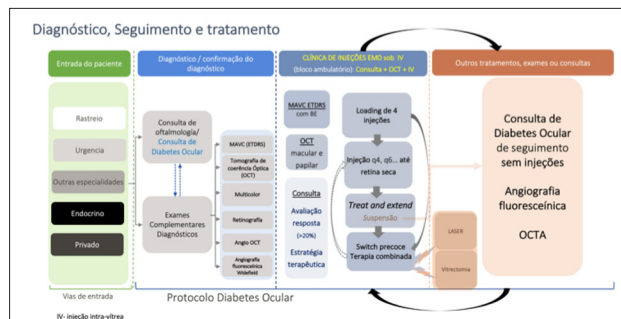 Diagnóstico, Seguimento e tratamento
Entrada do paciente
Rastreio
Urgencia
Outras especialidades
Endocrino
Privado
Vias de entrada
Diagnóstico / confirmação do
diagnóstico
Consulta de
oftalmologia/
Consulta de
Diabetes Ocular
Exames
Complementares
Diagnósticos
MAVC (ETDRS)
Tomografia de
coerência Óptica
(OCT)
Multicolor
Retinografia
Angio OCT
Angiografia
fluoresceínica
Widefield
CLÍNICA DE INJEÇÕES EMD sob IV
(bloco ambulatório): Consulta + OCT + IV
MAVC ETDRS
com BE
OCT
macular e
papilar
Consulta
Avaliação
resposta
(>20%)
Estratégia
terapêutica
Loading de 4
injeções
Injeção q4, q6... até
retina seca
Treat and extend
Suspensão
Switch precoce
Terapia combinada
Outros tratamentos, exames ou consultas
LASER
Vitrectomia
Consulta de
Diabetes Ocular
de seguimento
sem injeções
Angiografia
fluoresceínica
OCTA
Protocolo Diabetes Ocular
IV- injeção intra-vítrea